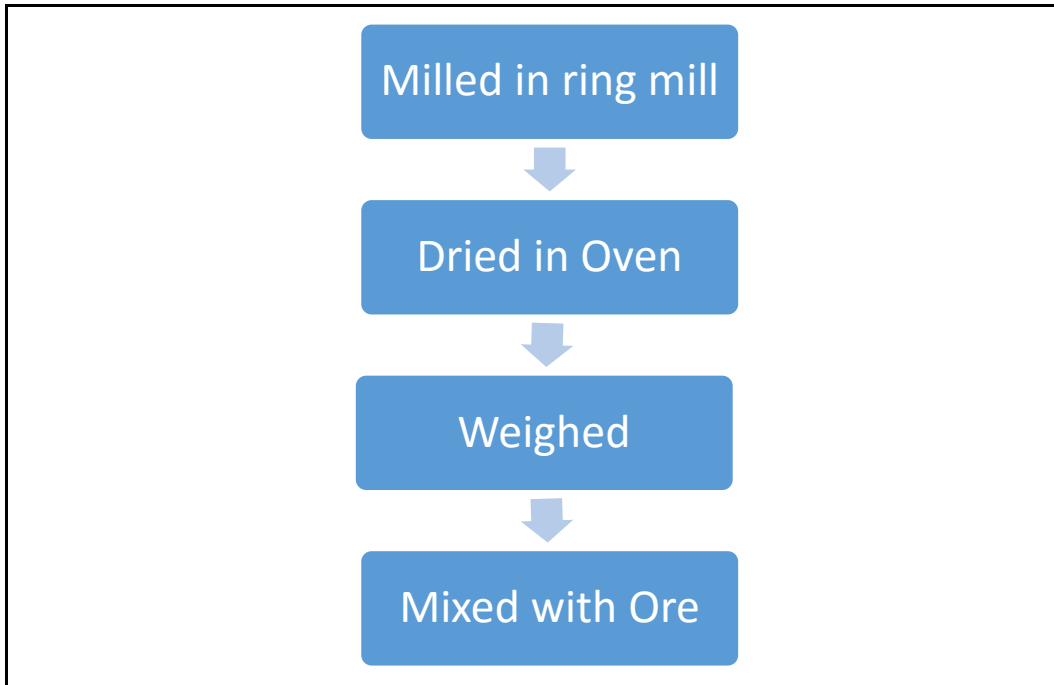 Milled in ring mill
Dried in Oven
Weighed
Mixed with Ore